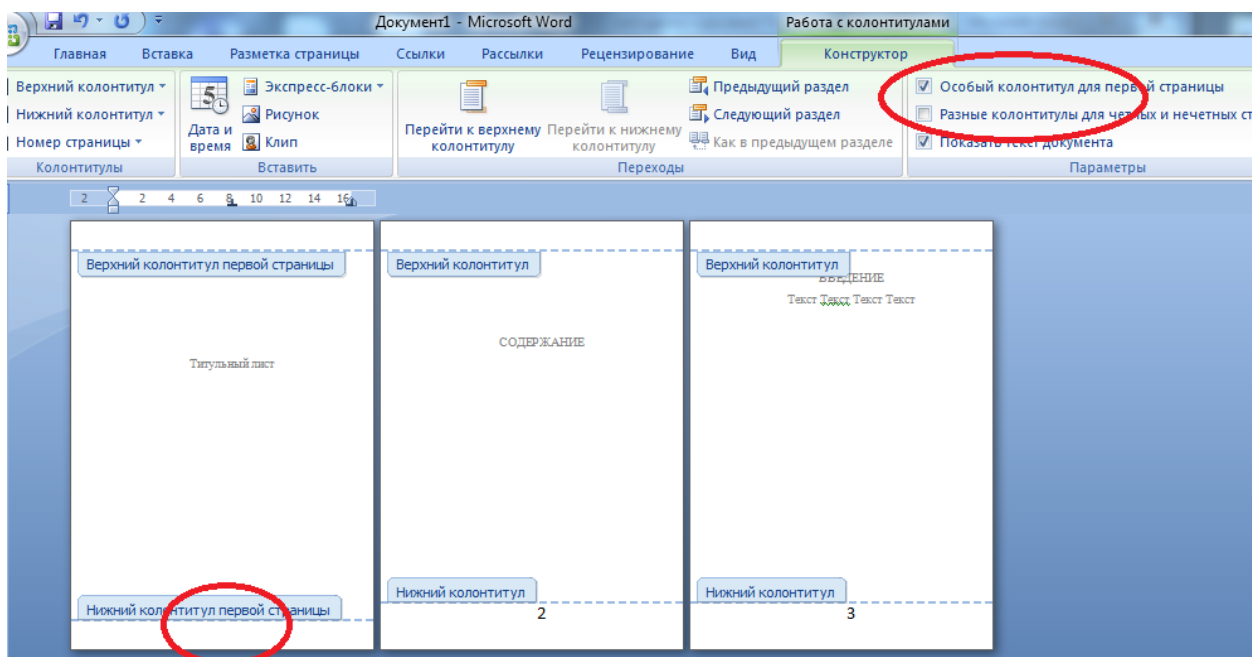 Документ1 - Microsoft Word
Работа с колонтитулами
Главная Вставка Разметка страницы Ссылки Рассылки Рецензирование Вид Конструктор
Верхний колонтитул
Нижний колонтитул
Номер страницы
Колонтитулы
5
Дата и
время
Экспресс-блоки
Рисунок
Клип
Вставить
Перейти к верхнему
колонтитулу
Перейти к нижнему
колонтитулу
Предыдущий раздел
Следующий раздел
Как в предыдущем разделе
Переходы
Особый колонтитул для первой страницы
Разные колонтитулы для четных и нечетных ст
Показать текст документа
Параметры
2 2 4 6 8 10 12 14 16
Верхний колонтитул первой страницы
Титульный лист
Нижний колонтитул первой страницы
Верхний колонтитул
СОДЕРЖАНИЕ
Нижний колонтитул
2
Верхний колонтитул
ВВЕДЕНИЕ
Текст Текст Текст Текст
Нижний колонтитул
3